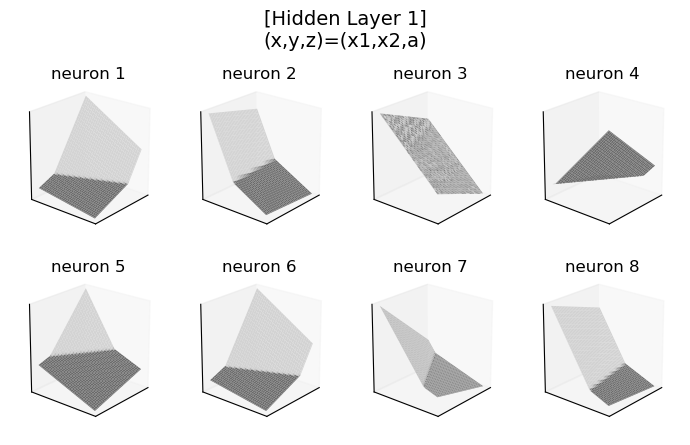 [Hidden Layer 1]
(x,y,z)=(x1,x2,a)
neuron 1
neuron 2
neuron 3
neuron 4
neuron 5
neuron 6
neuron 7
neuron 8